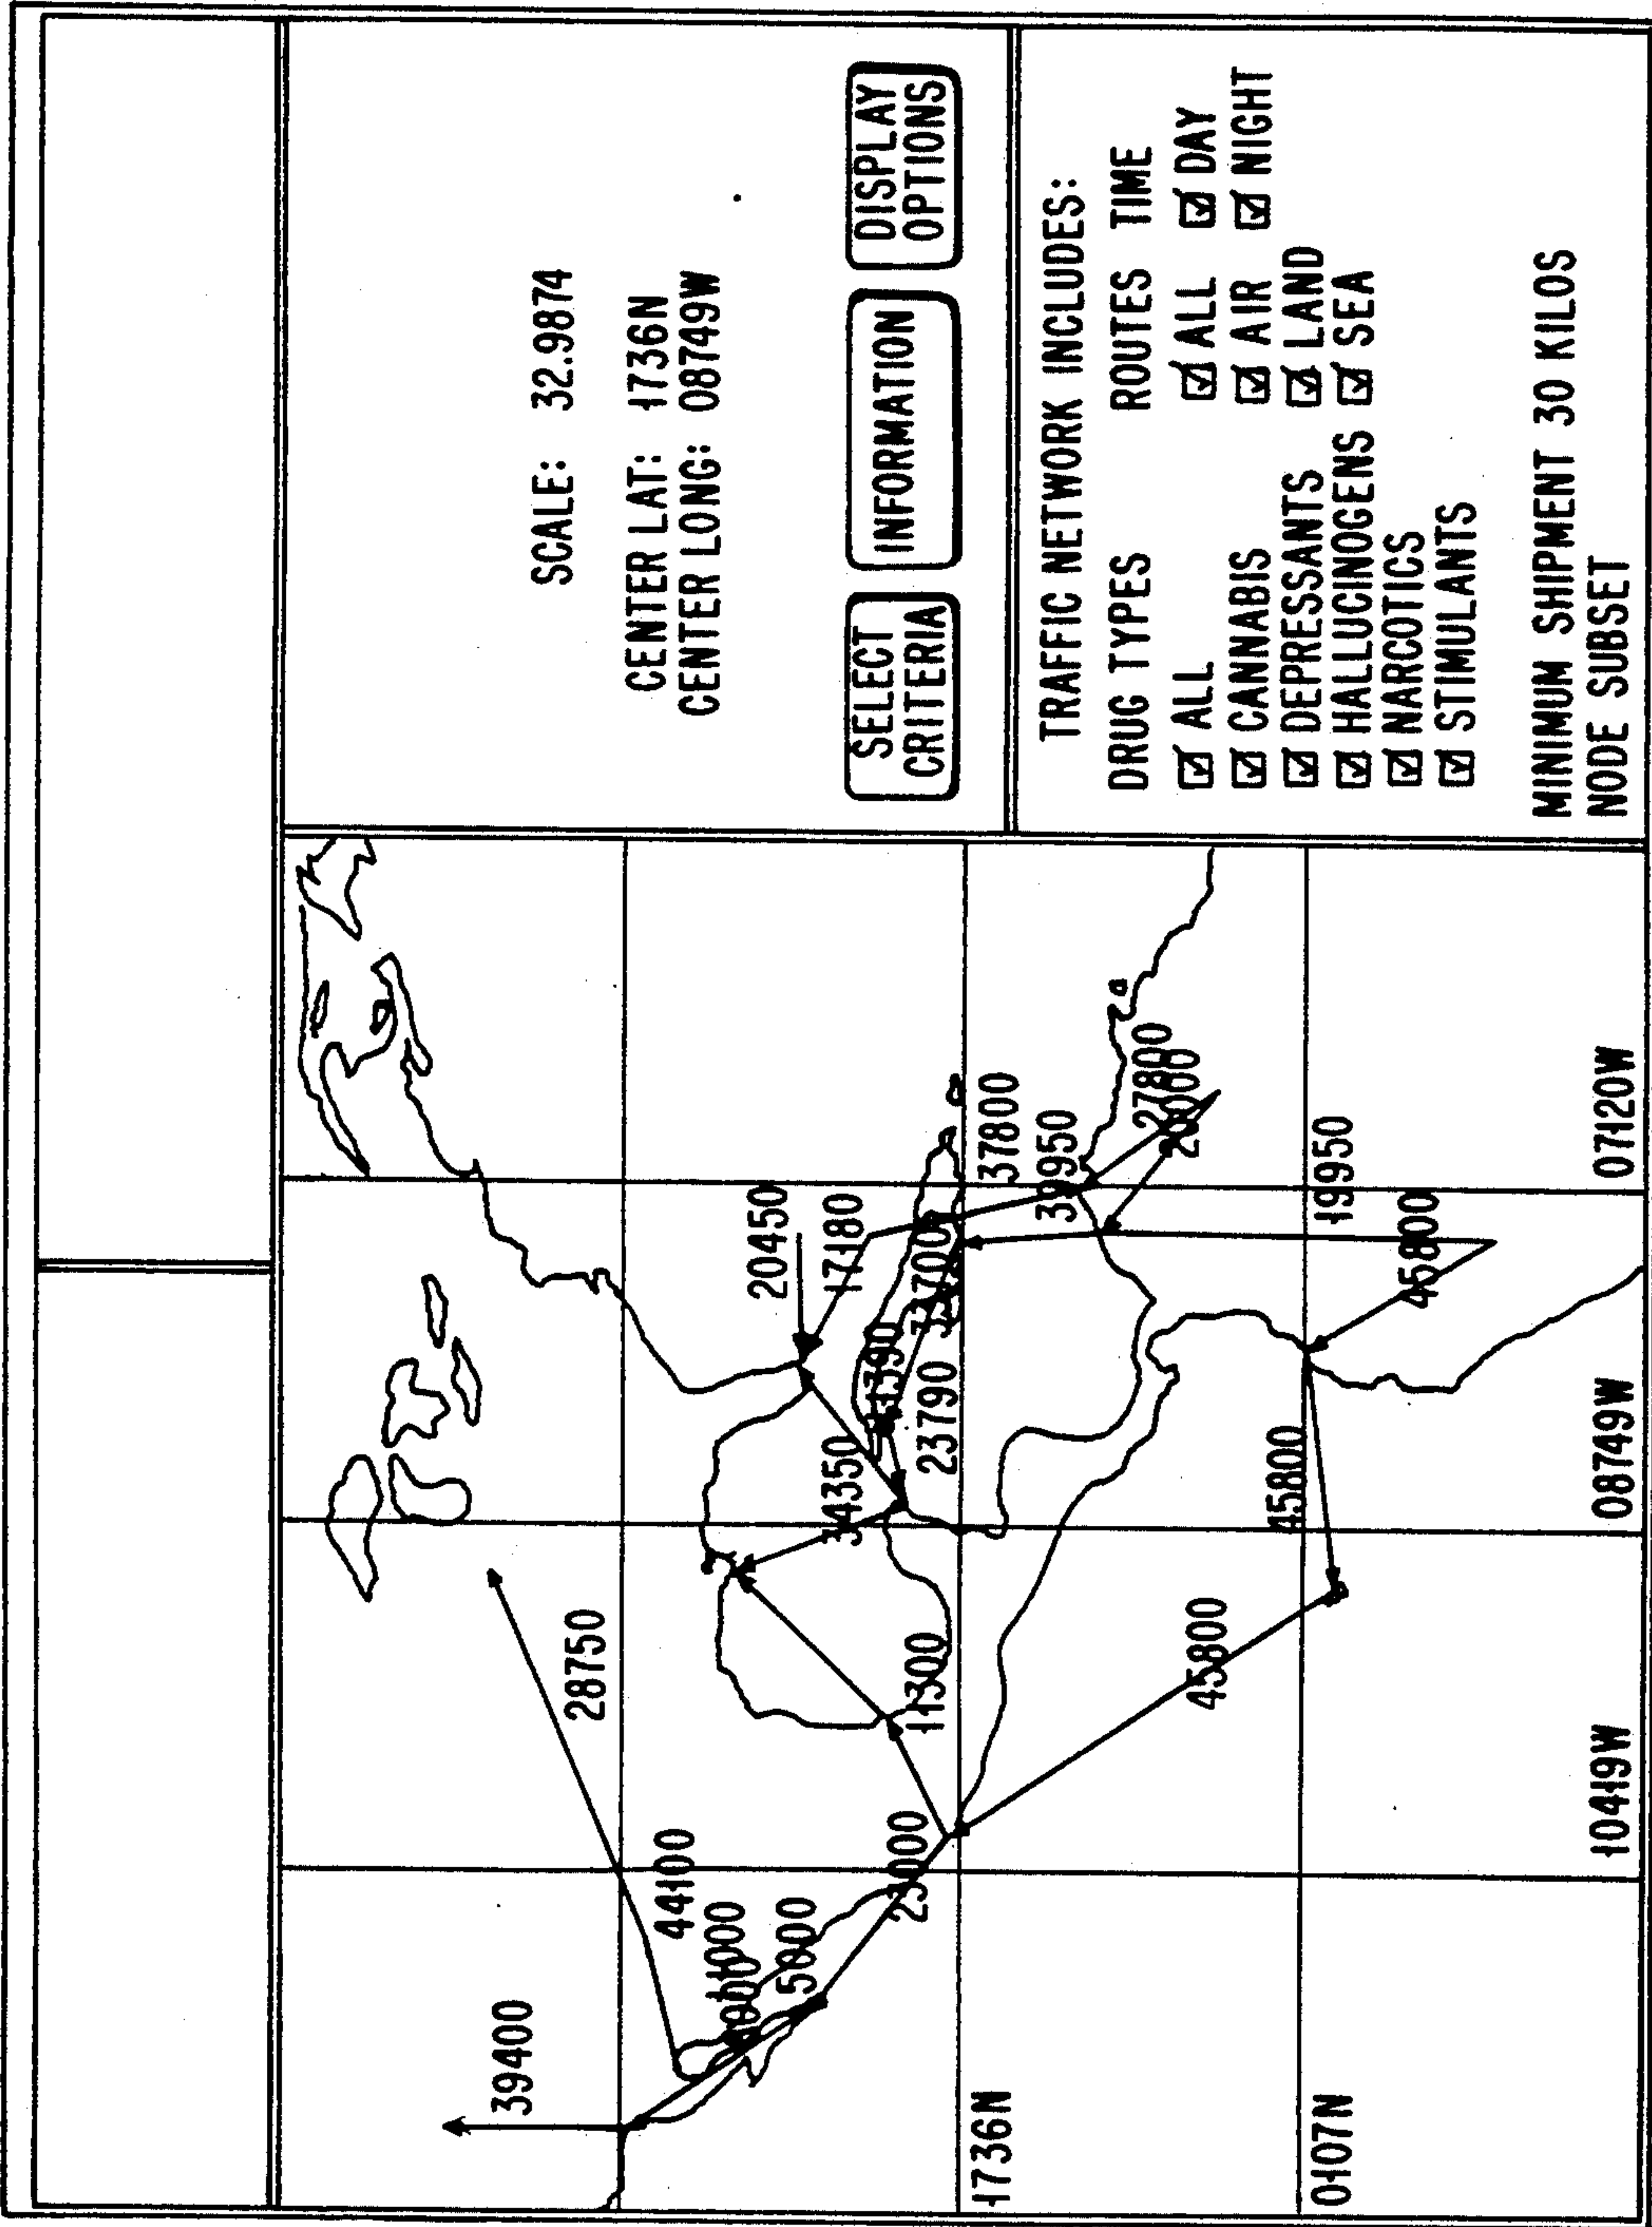 SCALE: 32.9874
CENTER LAT: 1736N
CENTER LONG: 08749W
SELECT CRITERIA
INFORMATION
DISPLAY OPTIONS
TRAFFIC NETWORK INCLUDES:
DRUG TYPES ROUTES TIME
☑ ALL ☑ ALL ☑ DAY
☑ CANNABIS ☑ AIR ☑ NIGHT
☑ DEPRESSANTS ☑ LAND
☑ HALLUCINOGENS ☑ SEA
☑ NARCOTICS
☑ STIMULANTS
MINIMUM SHIPMENT 30 KILOS
NODE SUBSET
39400
28750
44100
11000
5000
20450
17180
34350
23790
11300
37800
39950
27800
45800
45800
19950
45800
1736N
0107N
10419W
08749W
07120W